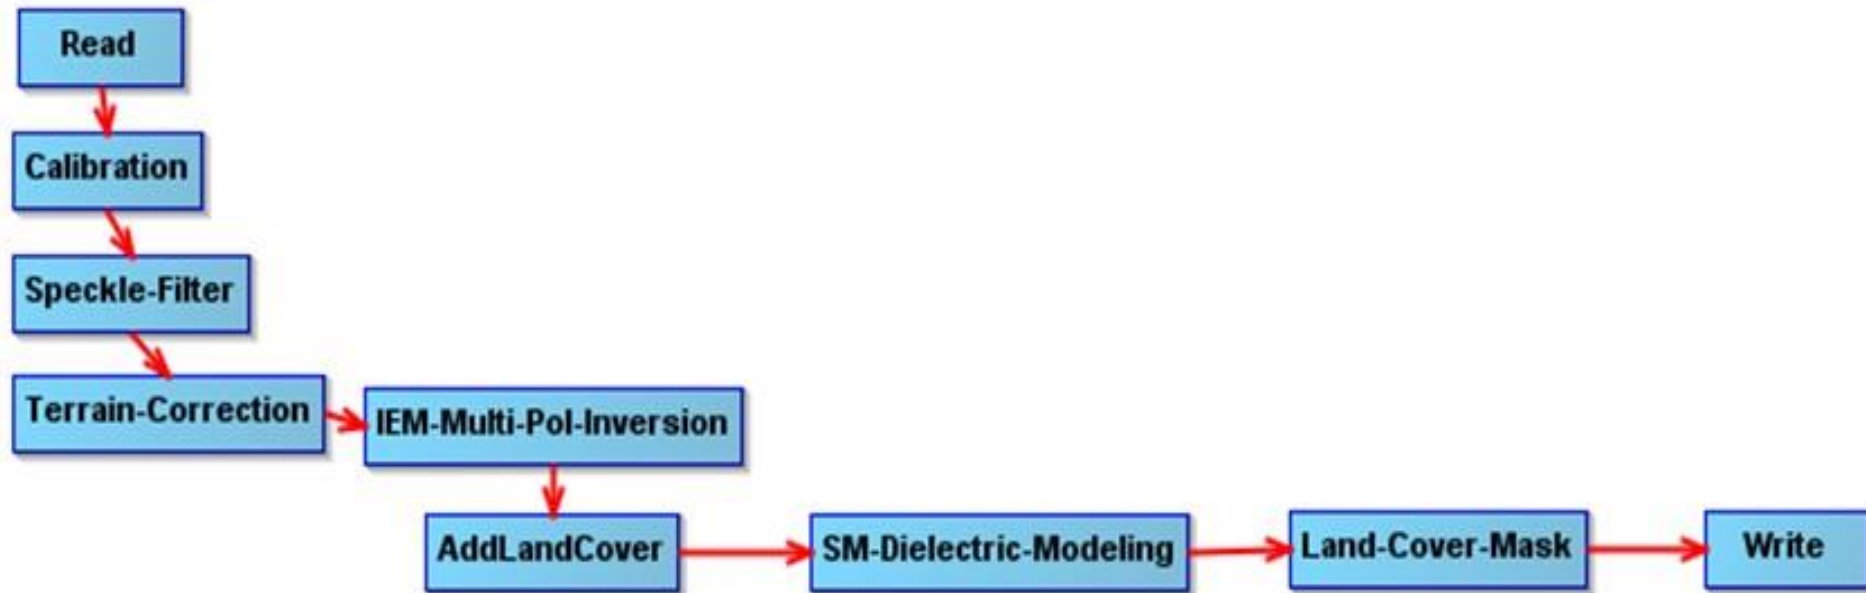 Read
Calibration
Speckle-Filter
Terrain-Correction
IEM-Multi-Pol-Inversion
AddLandCover
SM-Dielectric-Modeling
Land-Cover-Mask
Write